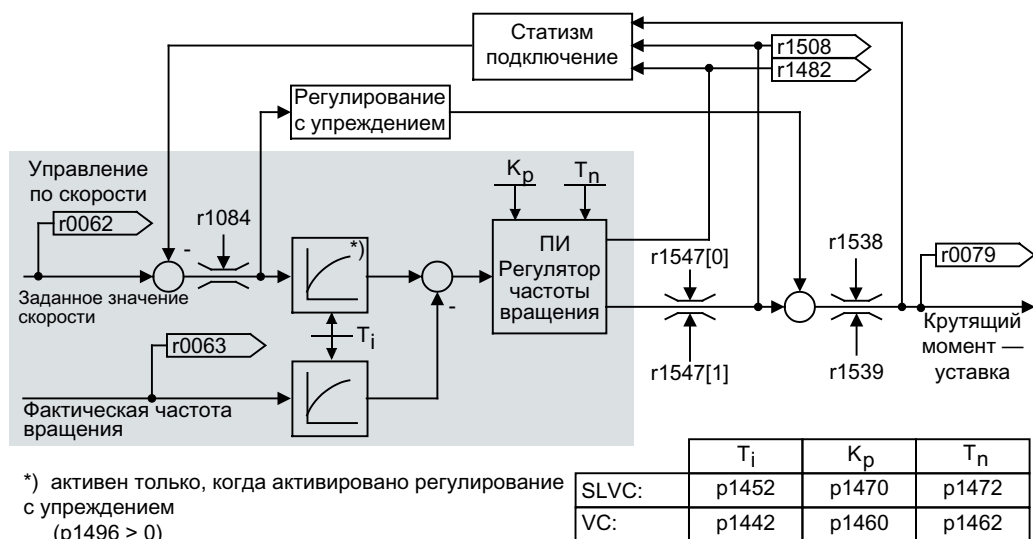 Статизм
подключение
r1508
r1482
Регулирование
с упреждением
Управление
по скорости
r0062
r1084
*)
Kp
Tn
ПИ
Регулятор
частоты
вращения
r1547[0]
r1538
r0079
-
-
Заданное значение
скорости
r0063
Ti
r1547[1]
r1539
Крутящий
момент —
уставка
Фактическая частота
вращения
*) активен только, когда активировано регулирование
с упреждением
(p1496 > 0)
Ti Kp Tn
SLVC: p1452 p1470 p1472
VC: p1442 p1460 p1462